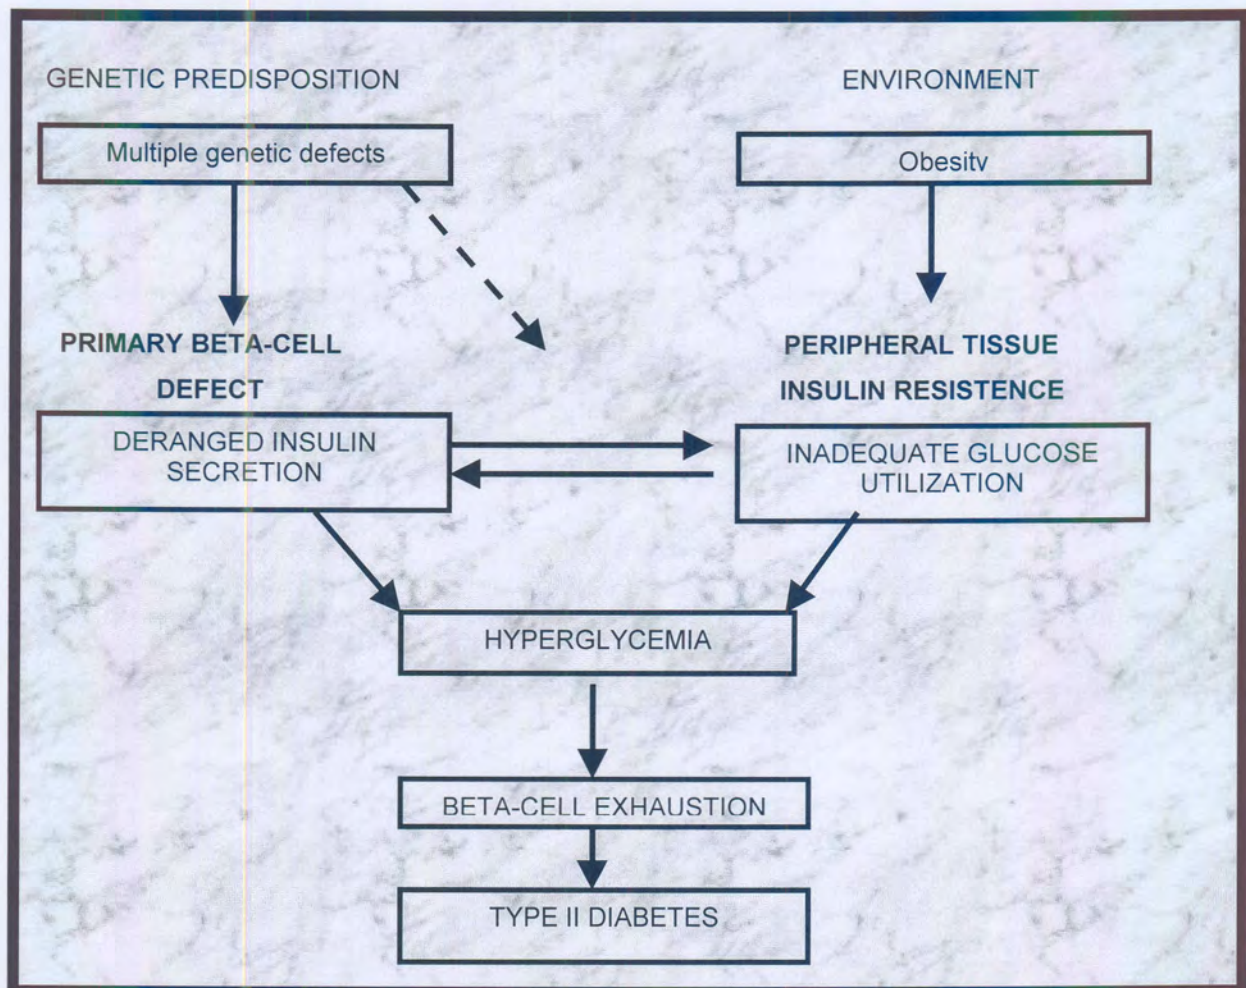 GENETIC PREDISPOSITION
ENVIRONMENT
Multiple genetic defects
Obesitv
PRIMARY BETA-CELL
DEFECT
PERIPHERAL TISSUE
INSULIN RESISTENCE
DERANGED INSULIN
SECRETION
INADEQUATE GLUCOSE
UTILIZATION
HYPERGLYCEMIA
BETA-CELL EXHAUSTION
TYPE II DIABETES